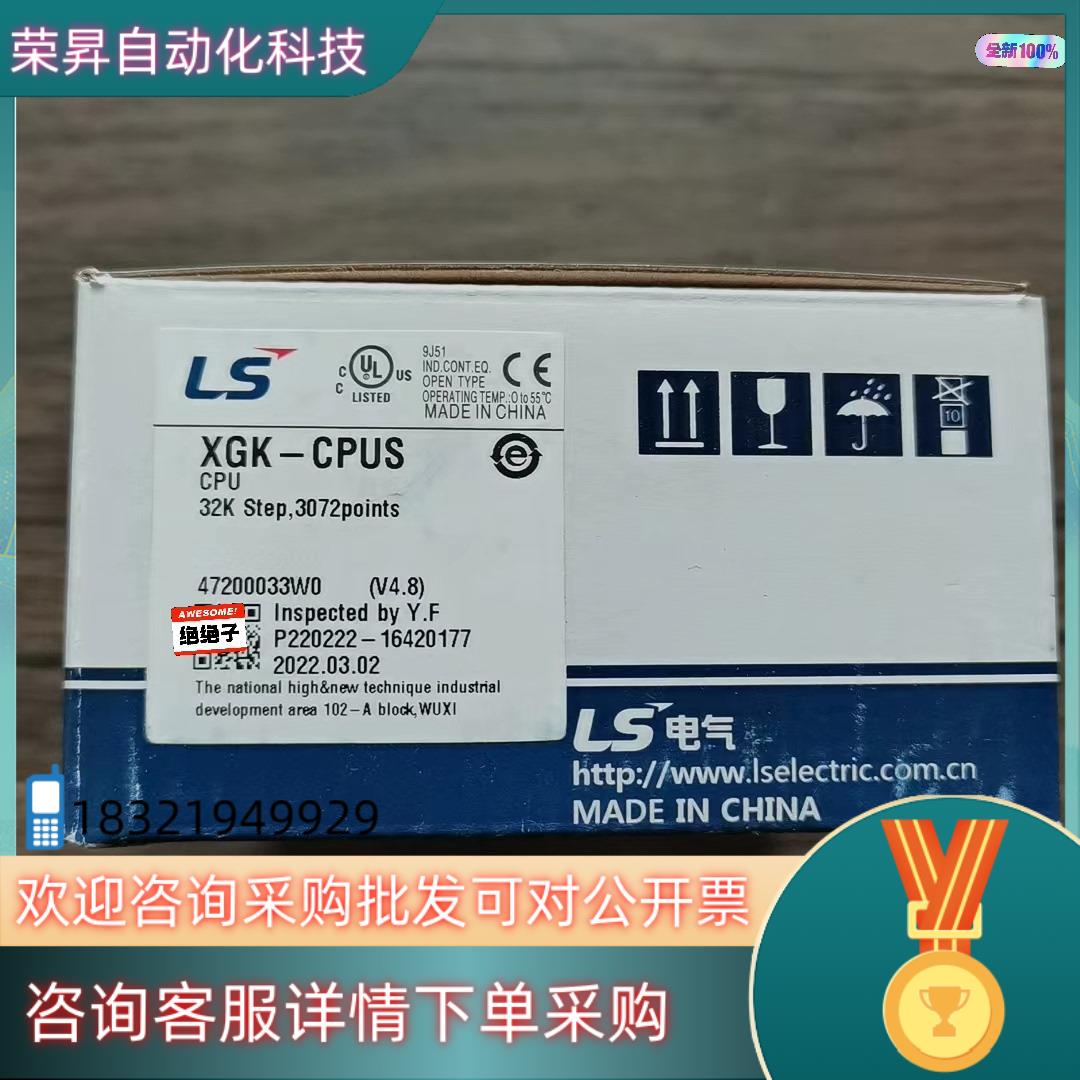 荣昇自动化科技
全新100%
LS
C UL US
C LISTED
9J51
IND.CONT.EQ.
OPEN TYPE
OPERATING TEMP.:0 to 55℃
MADE IN CHINA
CE
XGK-CPUS
CPU
32K Step,3072points
10
47200033W0 (V4.8)
AWESOME!
绝绝子
Inspected by Y.F
P220222-16420177
2022.03.02
The national high&new technique industrial
development area 102-A block,WUXI
LS 电气
http://www.lselectric.com.cn
MADE IN CHINA
18321949929
欢迎咨询采购批发可对公开票
咨询客服详情下单采购